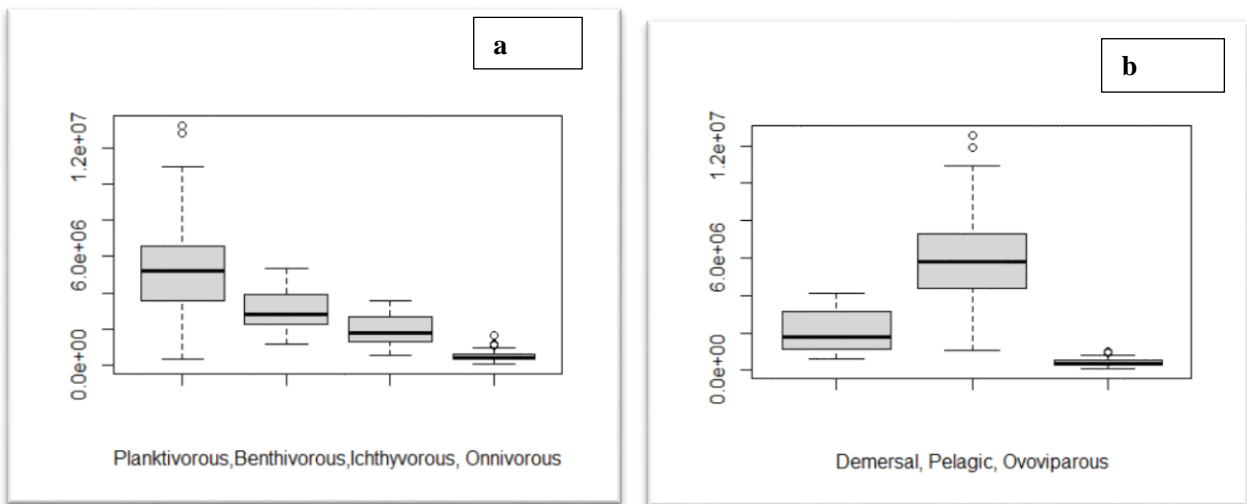 a
1.2e+07
6.0e+06
0.0e+00
Planktivorous,Benthivorous,Ichthyvorous, Onnivorous
b
1.2e+07
6.0e+06
0.0e+00
Demersal, Pelagic, Ovoviparous